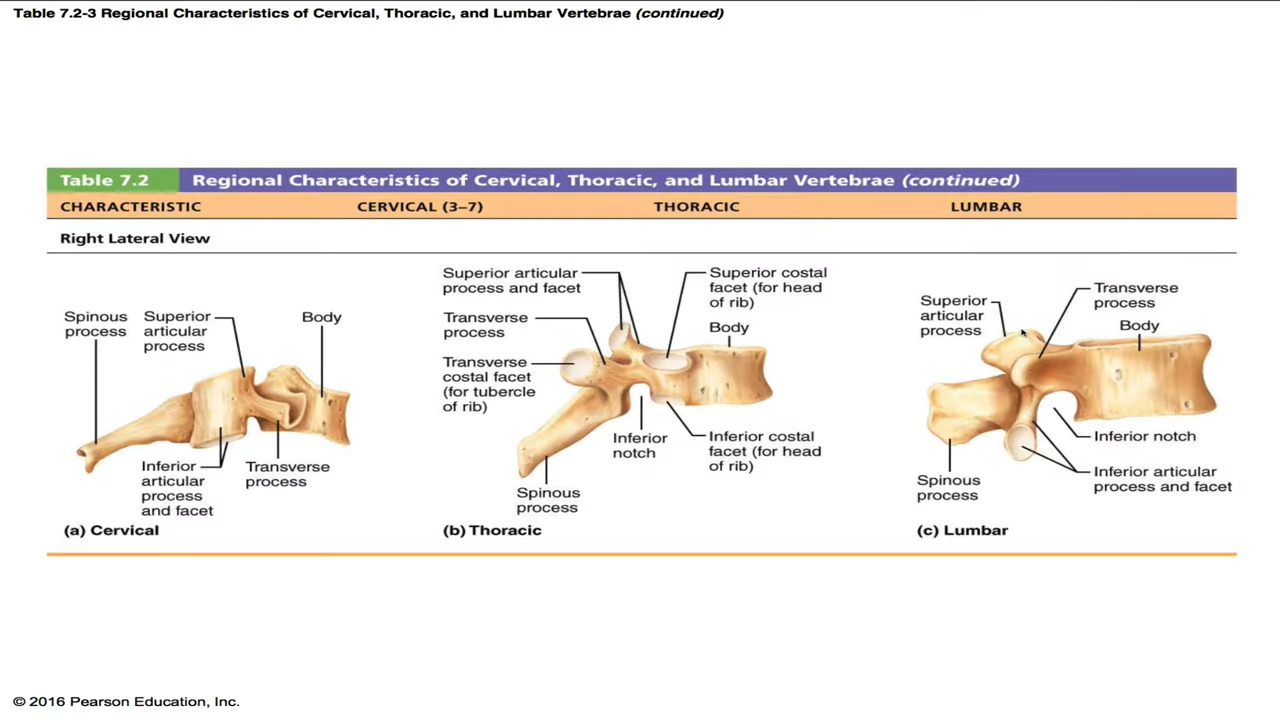 Table 7.2-3 Regional Characteristics of Cervical, Thoracic, and Lumbar Vertebrae (continued)
Table 7.2 Regional Characteristics of Cervical, Thoracic, and Lumbar Vertebrae (continued)
CHARACTERISTIC CERVICAL (3–7) THORACIC LUMBAR
Right Lateral View
Spinous
process
Superior
articular
process
Body
Inferior
articular
process
and facet
Transverse
process
(a) Cervical
Superior articular
process and facet
Transverse
process
Transverse
costal facet
(for tubercle
of rib)
Superior costal
facet (for head
of rib)
Body
Inferior
notch
Inferior costal
facet (for head
of rib)
Spinous
process
(b) Thoracic
Superior
articular
process
Transverse
process
Body
Inferior notch
Inferior articular
process and facet
Spinous
process
(c) Lumbar
© 2016 Pearson Education, Inc.